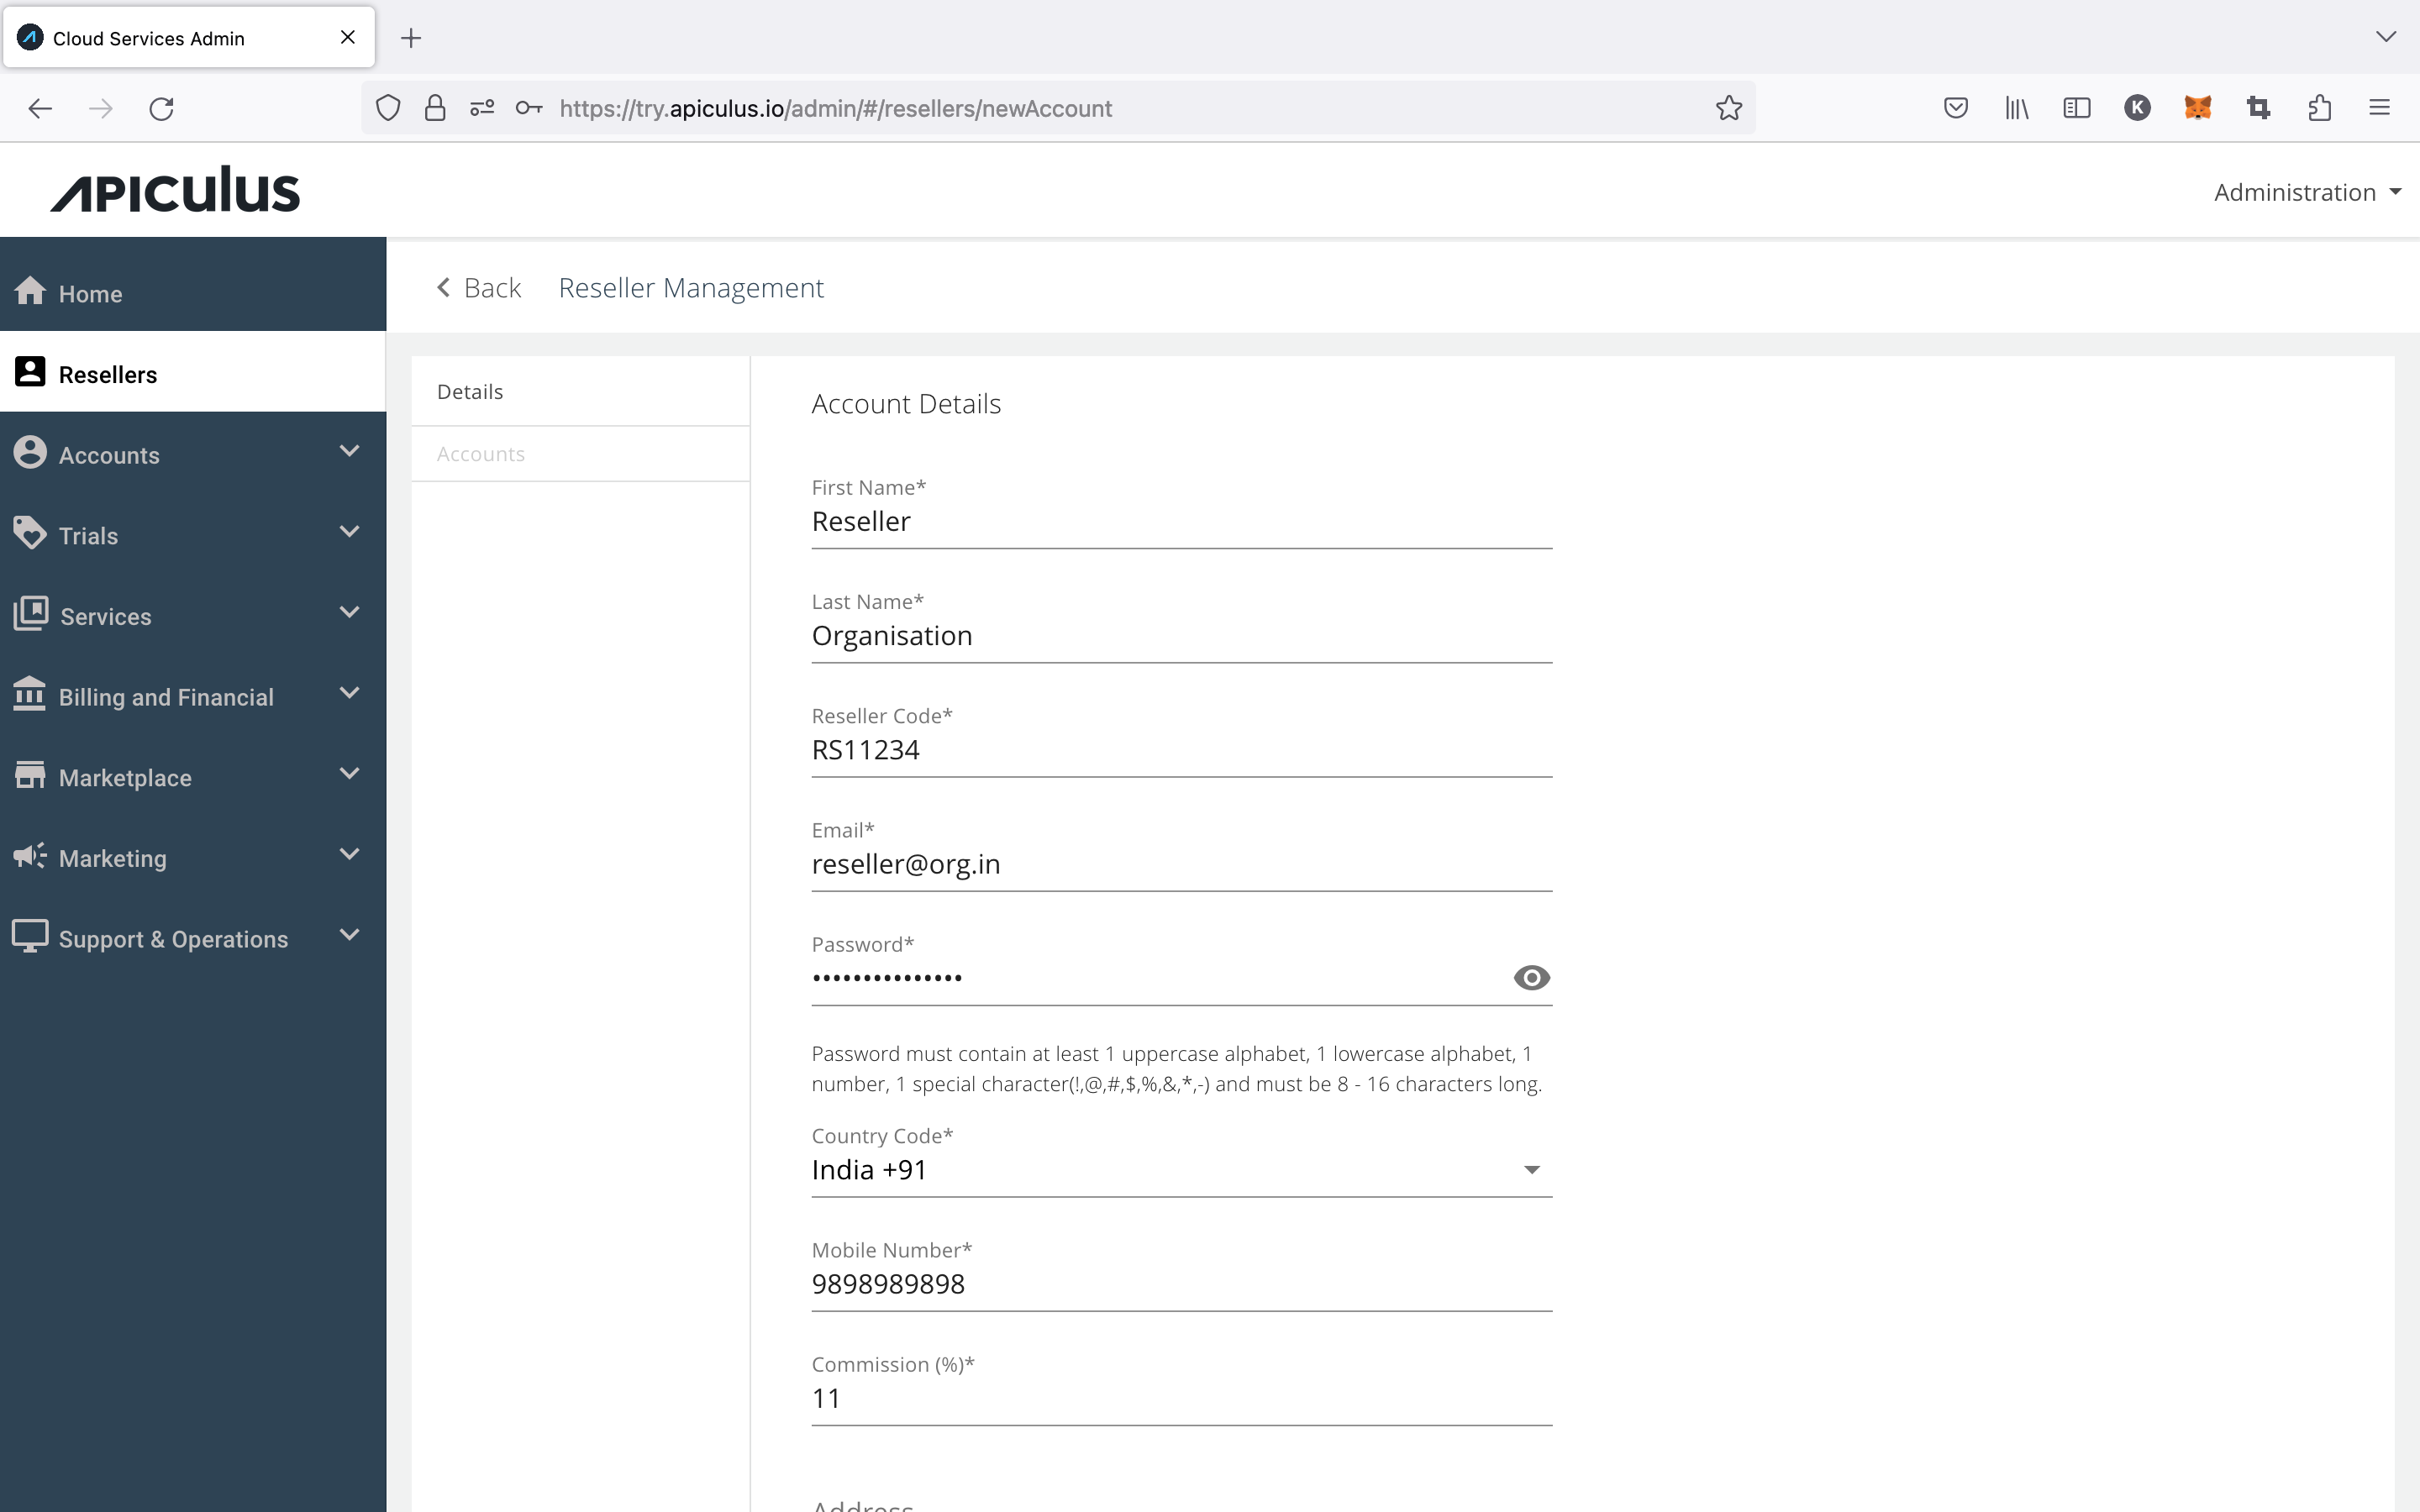 Cloud Services Admin
https://try.apiculus.io/admin/#/resellers/newAccount
K
APICULUS
Administration
Home
Resellers
Accounts
Trials
Services
Billing and Financial
Marketplace
Marketing
Support & Operations
Back
Reseller Management
Details
Accounts
Account Details
First Name*
Reseller
Last Name*
Organisation
Reseller Code*
RS11234
Email*
reseller@org.in
Password*
•••••••••••••••
Password must contain at least 1 uppercase alphabet, 1 lowercase alphabet, 1
number, 1 special character(!,@,#,$,%,&,*,-) and must be 8 - 16 characters long.
Country Code*
India +91
Mobile Number*
9898989898
Commission (%)*
11
Address